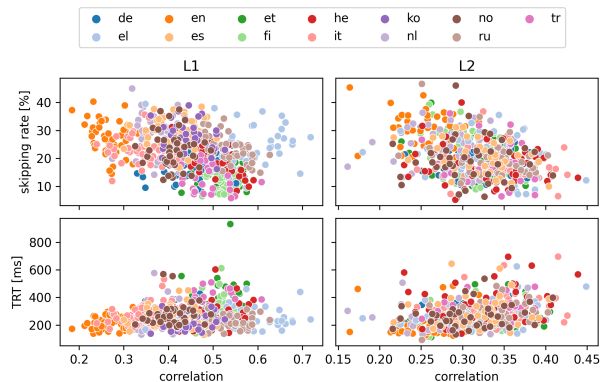 de en et he ko no tr
el es fi it nl ru
L1 L2
skipping rate [%]
40
30
20
10
TRT [ms]
800
600
400
200
0.2 0.3 0.4 0.5 0.6 0.7 0.15 0.20 0.25 0.30 0.35 0.40 0.45
correlation correlation